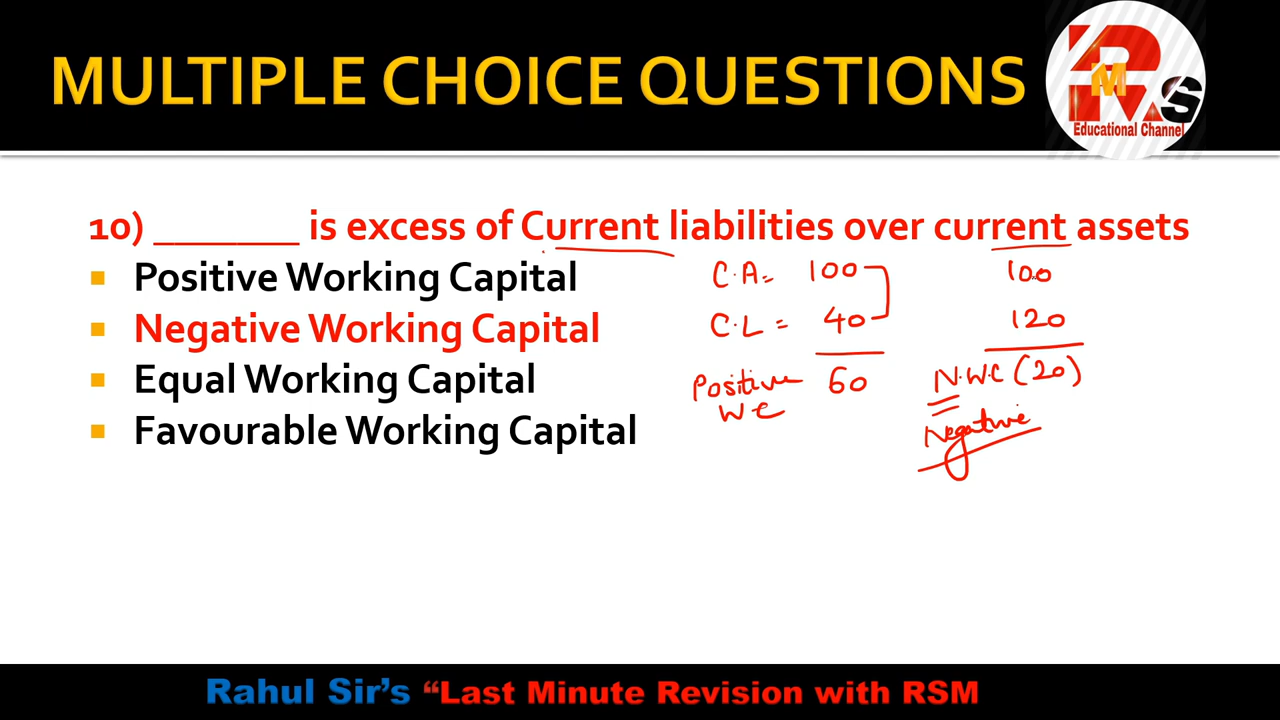 MULTIPLE CHOICE QUESTIONS
RMS
Educational Channel
10) _______ is excess of Current liabilities over current assets
Positive Working Capital
Negative Working Capital
Equal Working Capital
Favourable Working Capital
C.A= 100 100
C.L = 40 120
Positive WC 60
N.W.C (20)
Negative
Rahul Sir's "Last Minute Revision with RSM